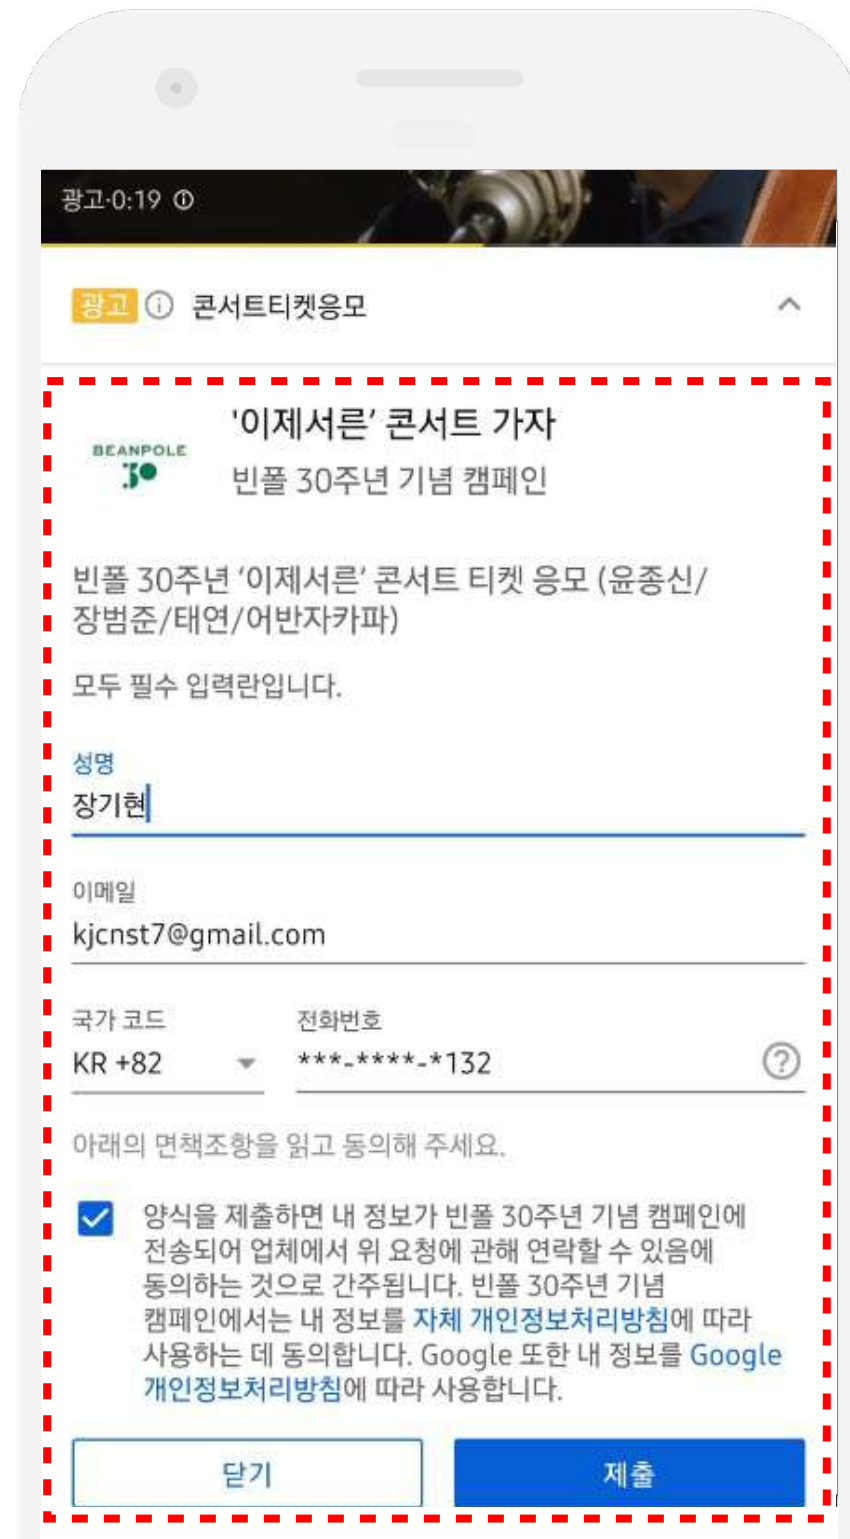 광고·0:19
광고 콘서트티켓응모
'이제서른’ 콘서트 가자
BEANPOLE
30
빈폴 30주년 기념 캠페인
빈폴 30주년 ‘이제서른’ 콘서트 티켓 응모 (윤종신/
장범준/태연/어반자카파)
모두 필수 입력란입니다.
성명
장기현
이메일
kjcnst7@gmail.com
국가 코드 전화번호
KR +82 ***-****-*132
아래의 면책조항을 읽고 동의해 주세요.
양식을 제출하면 내 정보가 빈폴 30주년 기념 캠페인에
전송되어 업체에서 위 요청에 관해 연락할 수 있음에
동의하는 것으로 간주됩니다. 빈폴 30주년 기념
캠페인에서는 내 정보를 자체 개인정보처리방침에 따라
사용하는 데 동의합니다. Google 또한 내 정보를 Google
개인정보처리방침에 따라 사용합니다.
닫기 제출